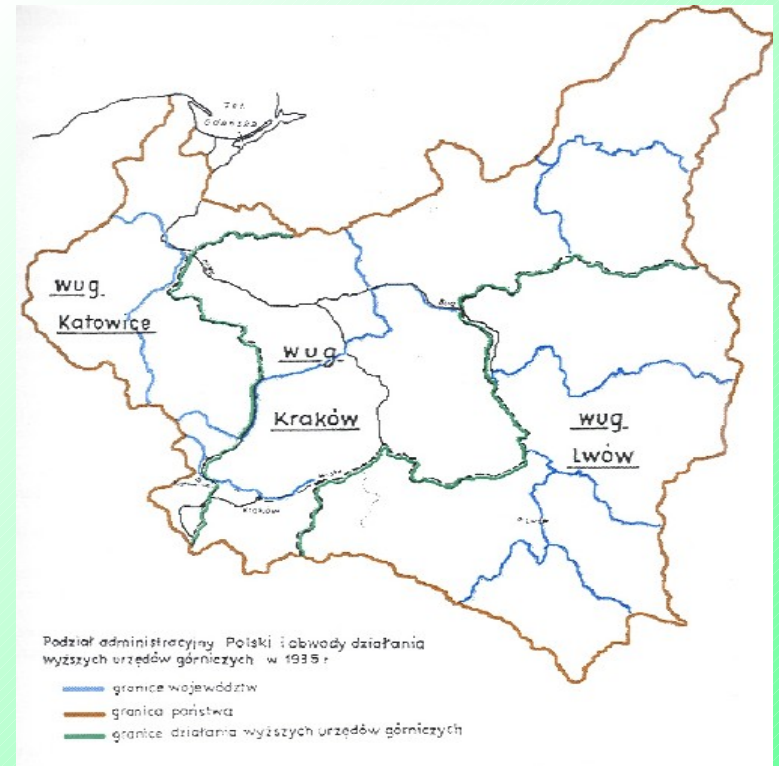 Zat.
Gdańska
wug.
Katowice
wug.
Kraków
wug.
Lwów
Bug
Wisła
Kraków
Lwów
Podział administracyjny Polski i obwody działania
wyższych urzędów górniczych w 1935 r
granice województw
granica państwa
granice działania wyższych urzędów górniczych